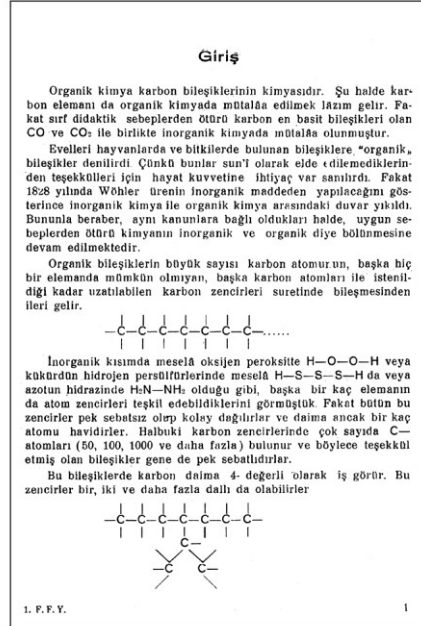 Giriş
Organik kimya karbon bileşiklerinin kimyasıdır. Şu halde kar-
bon elemanı da organik kimyada mütalâa edilmek lâzım gelir. Fa-
kat sırf didaktik sebeplerden ötürü karbon en basit bileşikleri olan
CO ve CO₂ ile birlikte inorganik kimyada mütalâa olunmuştur.
Evelleri hayvanlarda ve bitkilerde bulunan bileşiklere "organik„
bileşikler denilirdi. Çünkü bunlar sun'i olarak elde edilemediklerin-
den teşekkülleri için hayat kuvvetine ihtiyaç var sanılırdı. Fakat
1828 yılında Wöhler ürenin inorganik maddeden yapılacağını gös-
terince inorganik kimya ile organik kimya arasındaki duvar yıkıldı.
Bununla beraber, aynı kanunlara bağlı oldukları halde, uygun se-
beplerden ötürü kimyanın inorganik ve organik diye bölünmesine
devam edilmektedir.
Organik bileşiklerin büyük sayısı karbon atomunun, başka hiç
bir elemanda mümkün olmıyan, başka karbon atomları ile istenil-
diği kadar uzatılabilen karbon zencirleri suretinde bileşmesinden
ileri gelir.
—C—C—C—C—C—C—C—......
İnorganik kısımda meselâ oksijen peroksitte H—O—O—H veya
kükürdün hidrojen persülfürlerinde meselâ H—S—S—S—H da veya
azotun hidrazinde H₂N—NH₂ olduğu gibi, başka bir kaç elemanın
da atom zencirleri teşkil edebildiklerini görmüştük. Fakat bütün bu
zencirler pek sebatsız olup kolay dağılırlar ve daima ancak bir kaç
atomu havidirler. Halbuki karbon zencirlerinde çok sayıda C—
atomları (50, 100, 1000 ve daha fazla) bulunur ve böylece teşekkül
etmiş olan bileşikler gene de pek sebatlıdırlar.
Bu bileşiklerde karbon daima 4- değerli olarak iş görür. Bu
zencirler bir, iki ve daha fazla dallı da olabilirler
—C—C—C—C—C—C—C—
C—
—C C—
1. F. F. Y. 1